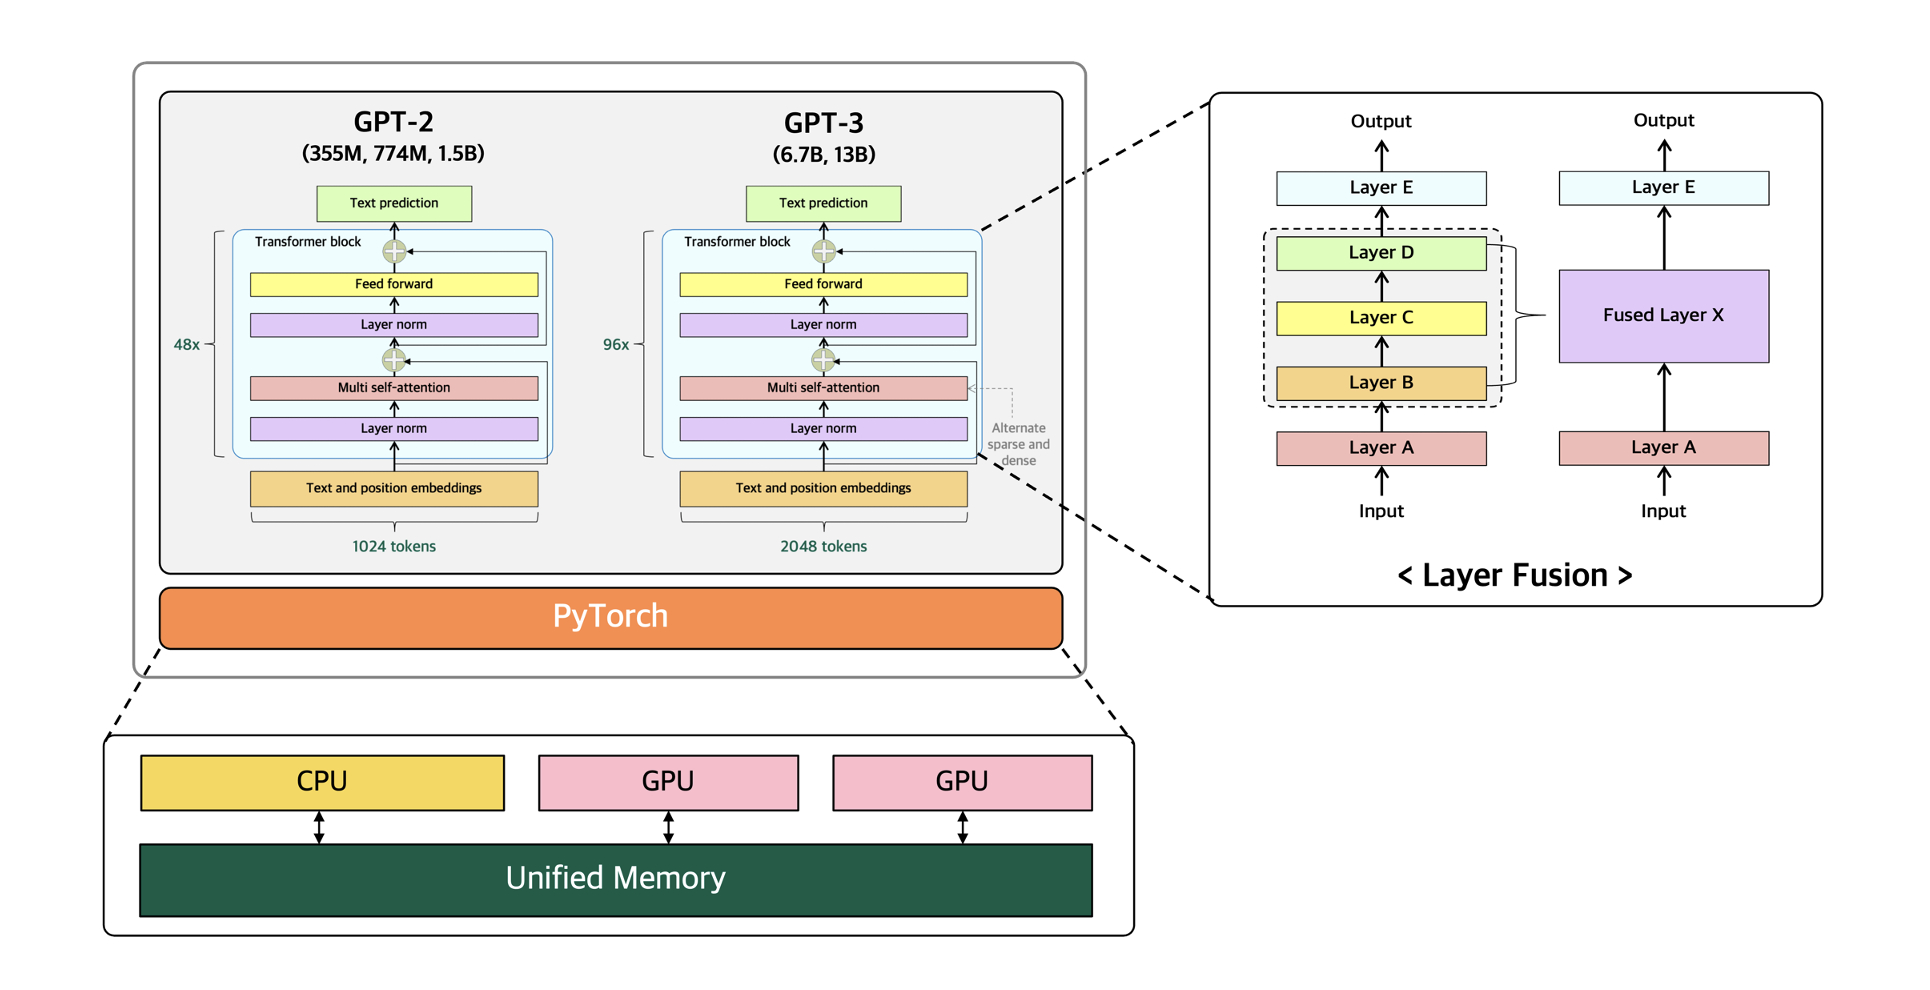 GPT-2
(355M, 774M, 1.5B)
Text prediction
Transformer block
Feed forward
Layer norm
48x
Multi self-attention
Layer norm
Text and position embeddings
1024 tokens
GPT-3
(6.7B, 13B)
Text prediction
Transformer block
Feed forward
Layer norm
96x
Multi self-attention
Layer norm
Alternate
sparse and
dense
Text and position embeddings
2048 tokens
PyTorch
CPU
GPU
GPU
Unified Memory
Output
Layer E
Layer D
Layer C
Layer B
Layer A
Input
Output
Layer E
Fused Layer X
Layer A
Input
< Layer Fusion >